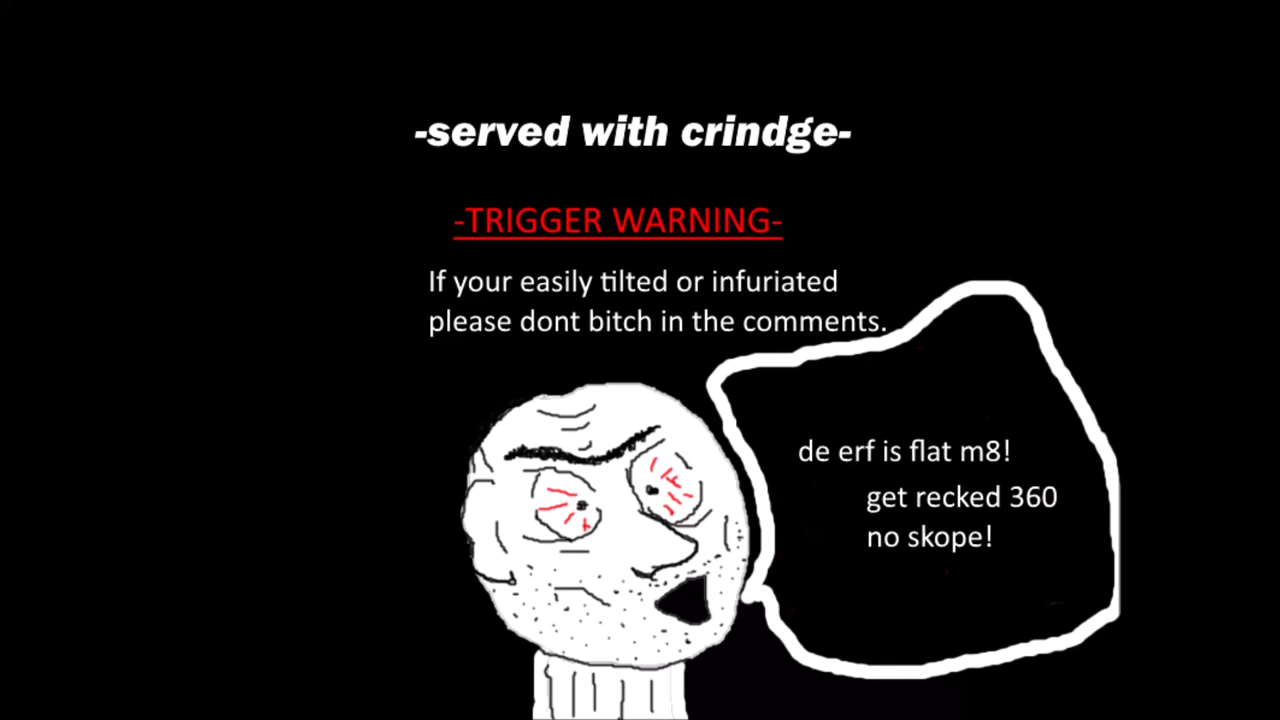 -served with crindge-
-TRIGGER WARNING-
If your easily tilted or infuriated
please dont bitch in the comments.
de erf is flat m8!
get recked 360
no skope!